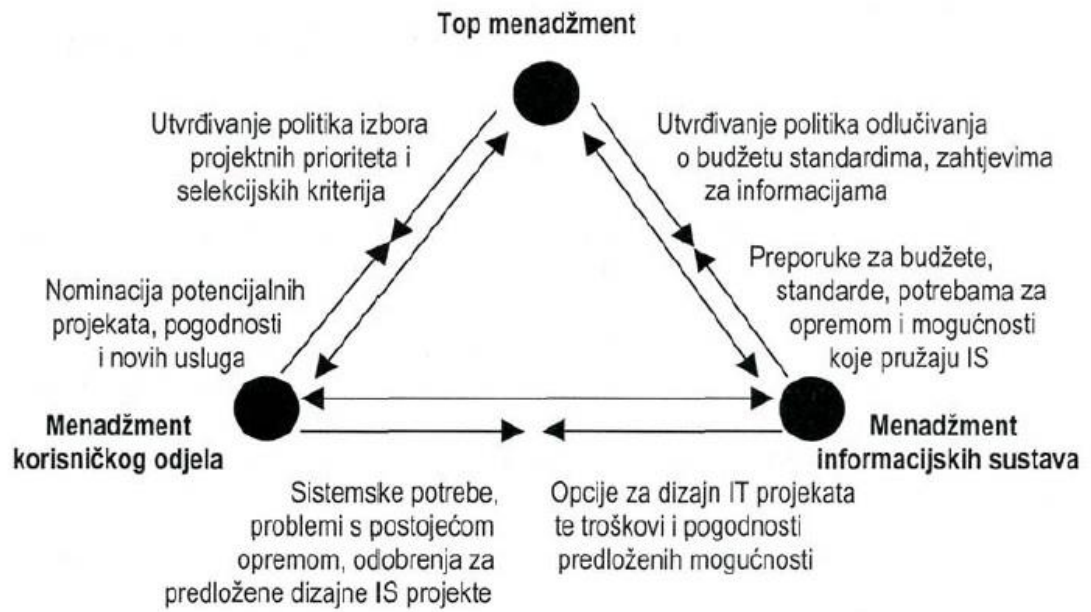 Top menadžment
Utvrđivanje politika izbora
projektnih prioriteta i
selekcijskih kriterija
Utvrđivanje politika odlučivanja
o budžetu standardima, zahtjevima
za informacijama
Nominacija potencijalnih
projekata, pogodnosti
i novih usluga
Preporuke za budžete,
standarde, potrebama za
opremom i mogućnosti
koje pružaju IS
Menadžment
korisničkog odjela
Menadžment
informacijskih sustava
Sistemske potrebe,
problemi s postojećom
opremom, odobrenja za
predložene dizajne IS projekte
Opcije za dizajn IT projekata
te troškovi i pogodnosti
predloženih mogućnosti